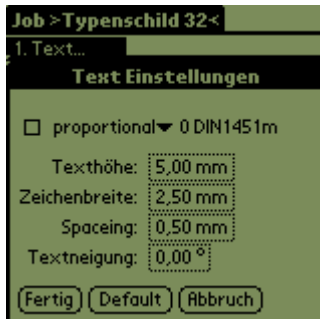 Job >Typenschild 32<
1. Text...
Text Einstellungen
proportional 0 DIN1451m
Texthöhe: 5,00 mm
Zeichenbreite: 2,50 mm
Spaceing: 0,50 mm
Textneigung: 0,00 °
Fertig Default Abbruch